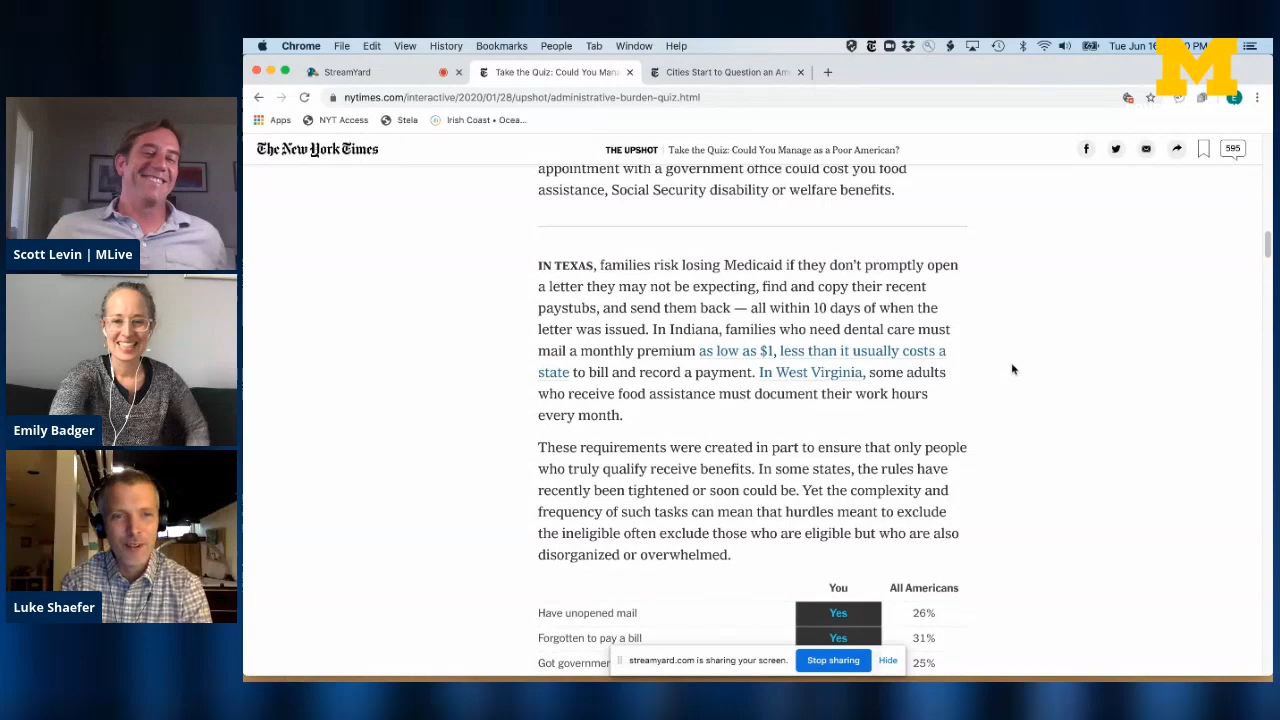 Chrome File Edit View History Bookmarks People Tab Window Help
Tue Jun 16
M
StreamYard
Take the Quiz: Could You Mana
Cities Start to Question an Am
nytimes.com/interactive/2020/01/28/upshot/administrative-burden-quiz.html
Apps NYT Access Stela Irish Coast • Ocea...
The New York Times
THE UPSHOT | Take the Quiz: Could You Manage as a Poor American?
595
appointment with a government office could cost you food
assistance, Social Security disability or welfare benefits.
IN TEXAS, families risk losing Medicaid if they don't promptly open
a letter they may not be expecting, find and copy their recent
paystubs, and send them back — all within 10 days of when the
letter was issued. In Indiana, families who need dental care must
mail a monthly premium as low as $1, less than it usually costs a
state to bill and record a payment. In West Virginia, some adults
who receive food assistance must document their work hours
every month.
These requirements were created in part to ensure that only people
who truly qualify receive benefits. In some states, the rules have
recently been tightened or soon could be. Yet the complexity and
frequency of such tasks can mean that hurdles meant to exclude
the ineligible often exclude those who are eligible but who are also
disorganized or overwhelmed.
You All Americans
Have unopened mail Yes 26%
Forgotten to pay a bill Yes 31%
Got governmen 25%
streamyard.com is sharing your screen. Stop sharing Hide
Scott Levin | MLive
Emily Badger
Luke Shaefer